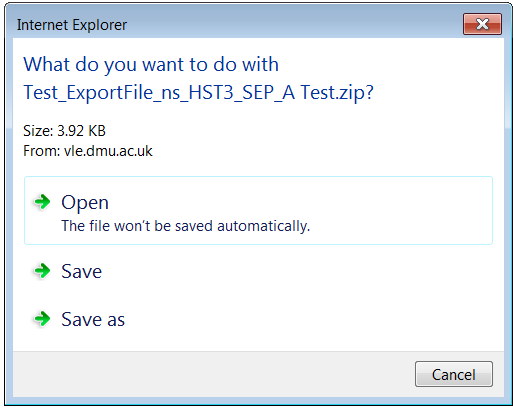 Internet Explorer
What do you want to do with
Test_ExportFile_ns_HST3_SEP_A Test.zip?
Size: 3.92 KB
From: vle.dmu.ac.uk
Open
The file won't be saved automatically.
Save
Save as
Cancel